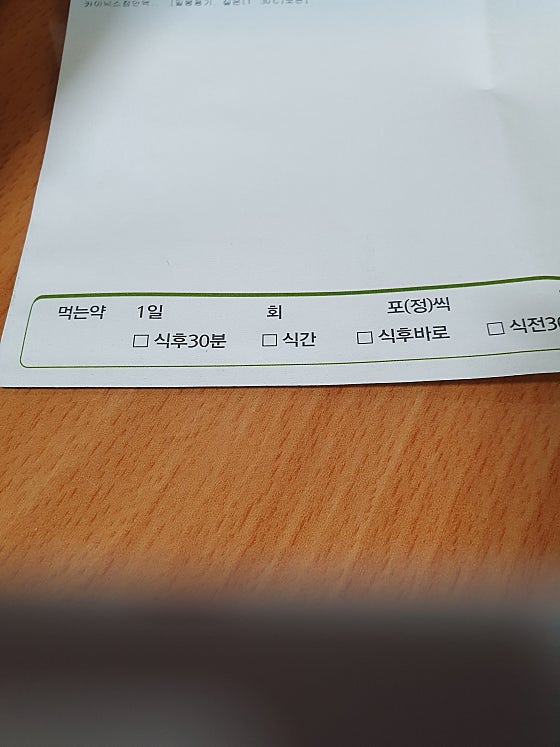 먹는약 1일 회 포(정)씩
□ 식후30분 □ 식간 □ 식후바로 □ 식전30